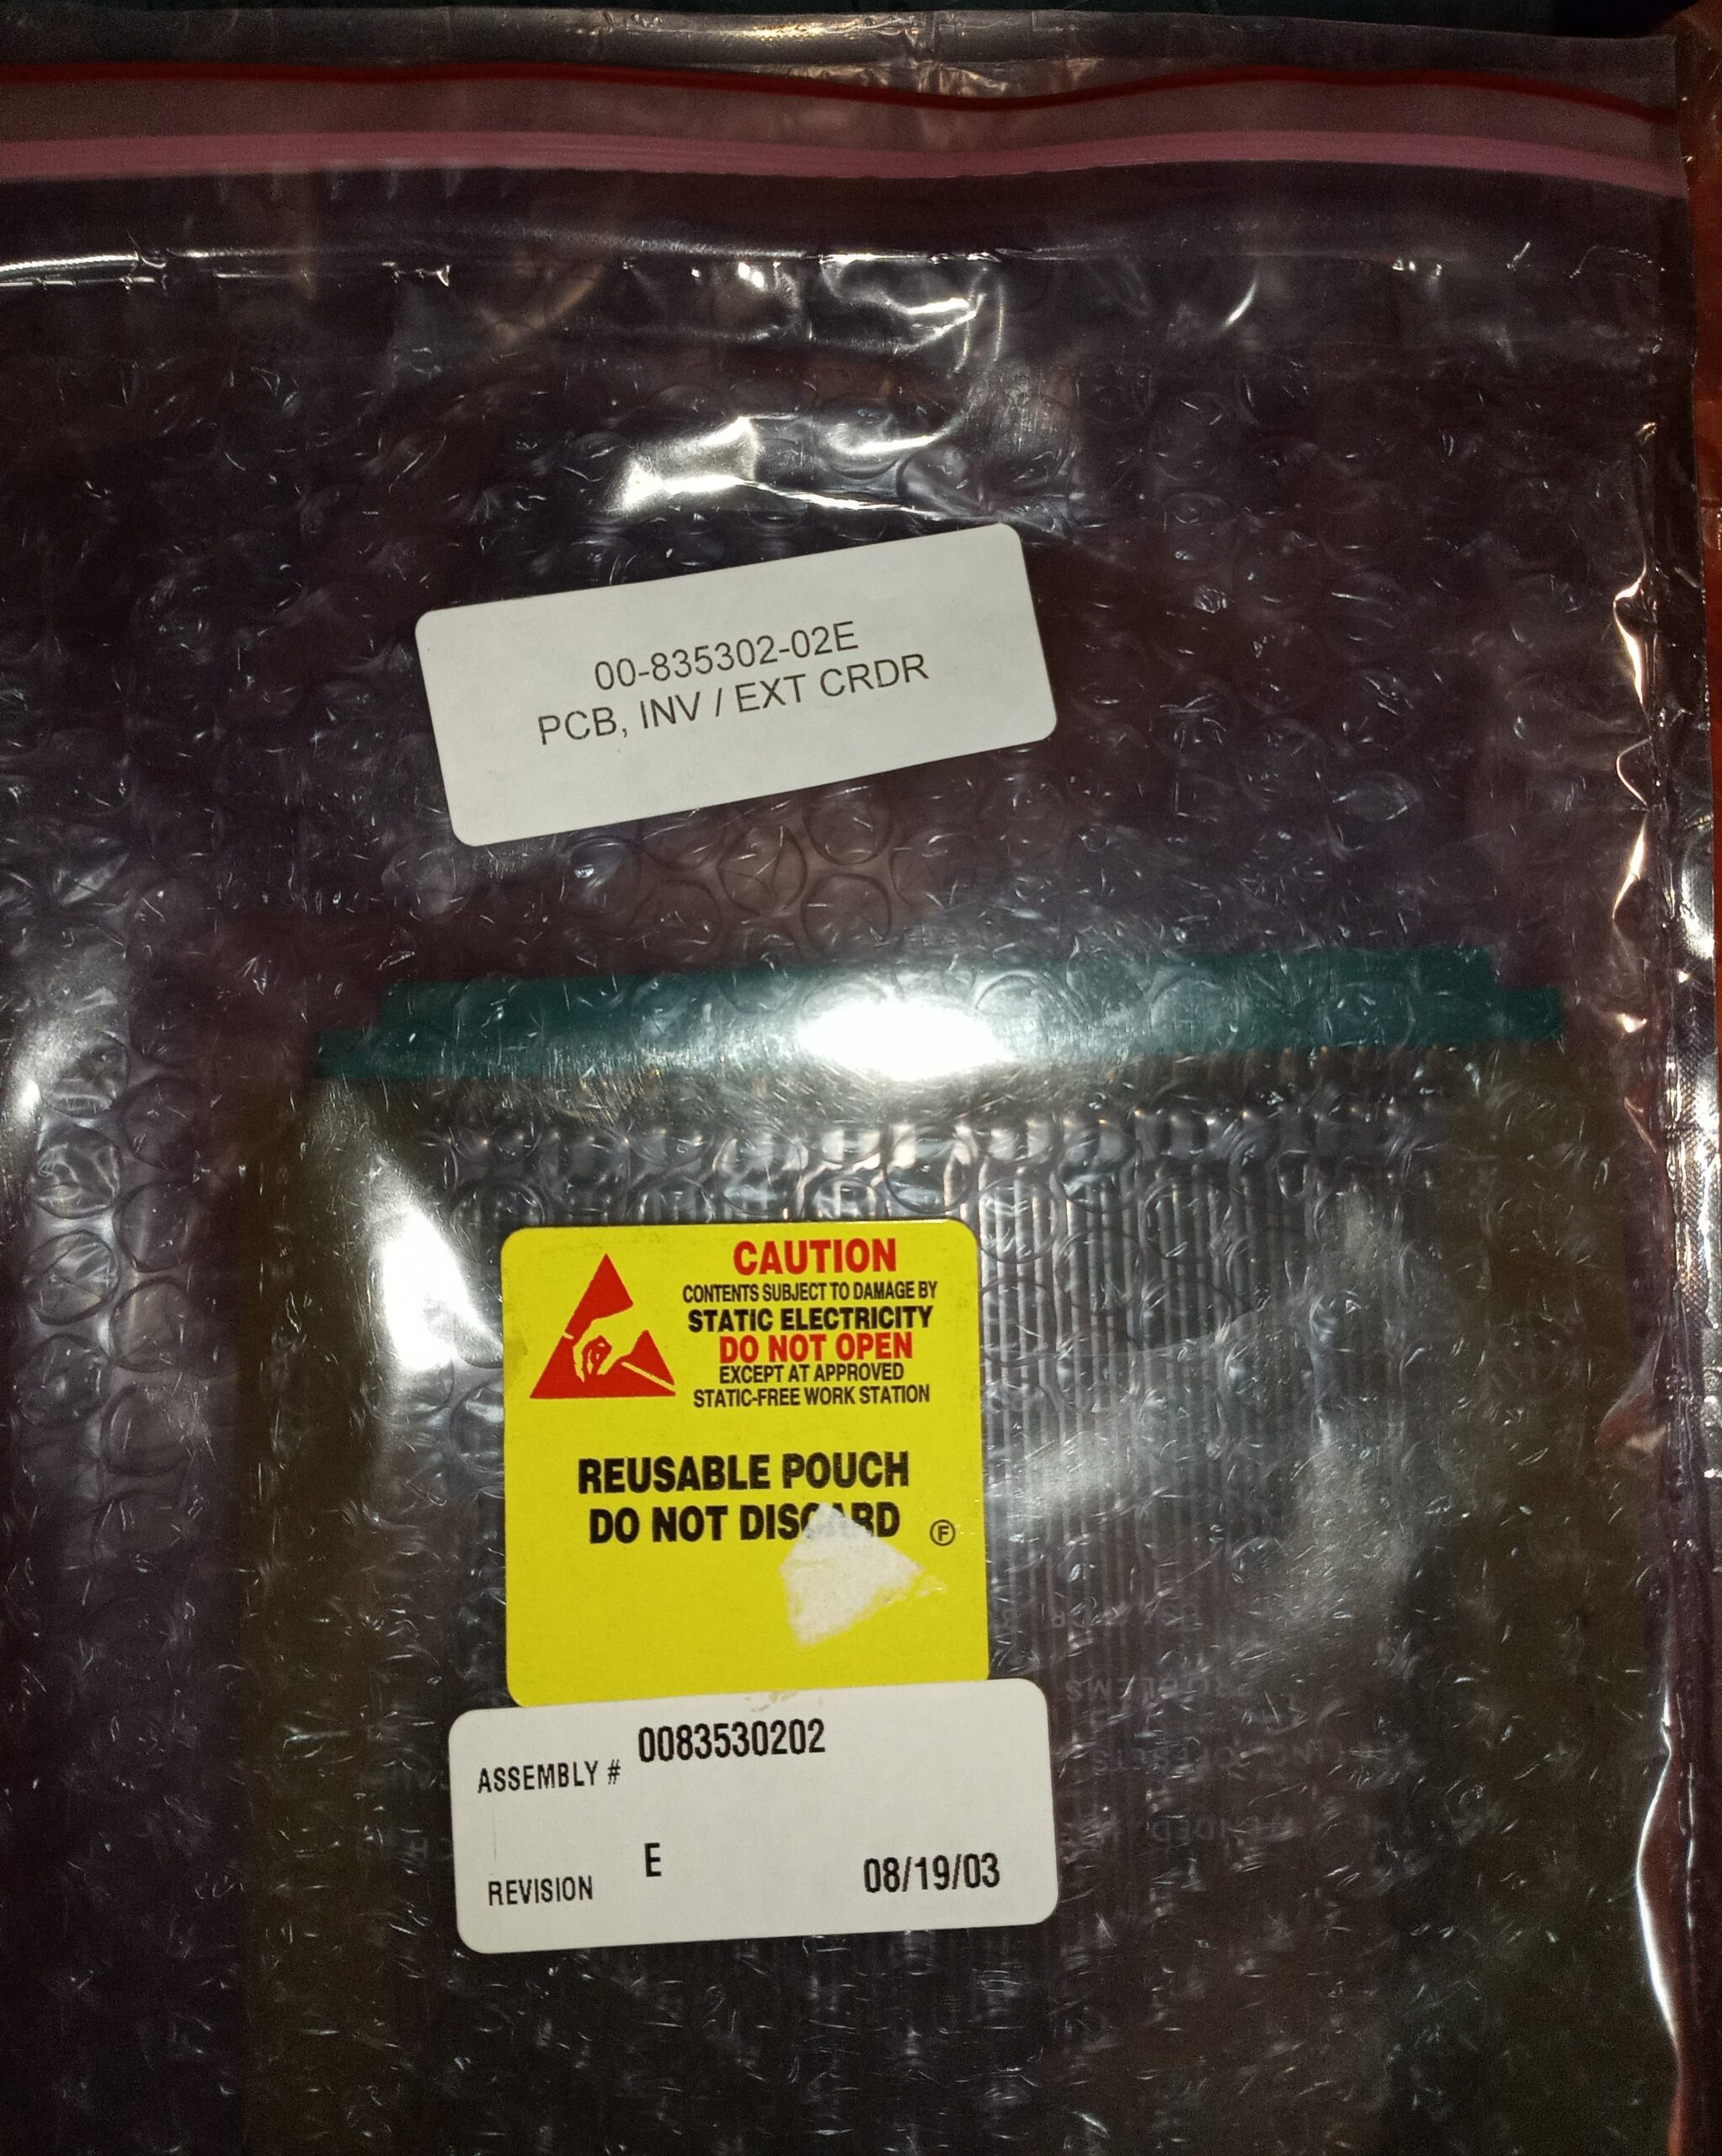 00-835302-02E
PCB, INV / EXT CRDR
CAUTION
CONTENTS SUBJECT TO DAMAGE BY
STATIC ELECTRICITY
DO NOT OPEN
EXCEPT AT APPROVED
STATIC-FREE WORK STATION
REUSABLE POUCH
DO NOT DISCARD
Ⓕ
ASSEMBLY # 0083530202
REVISION E 08/19/03